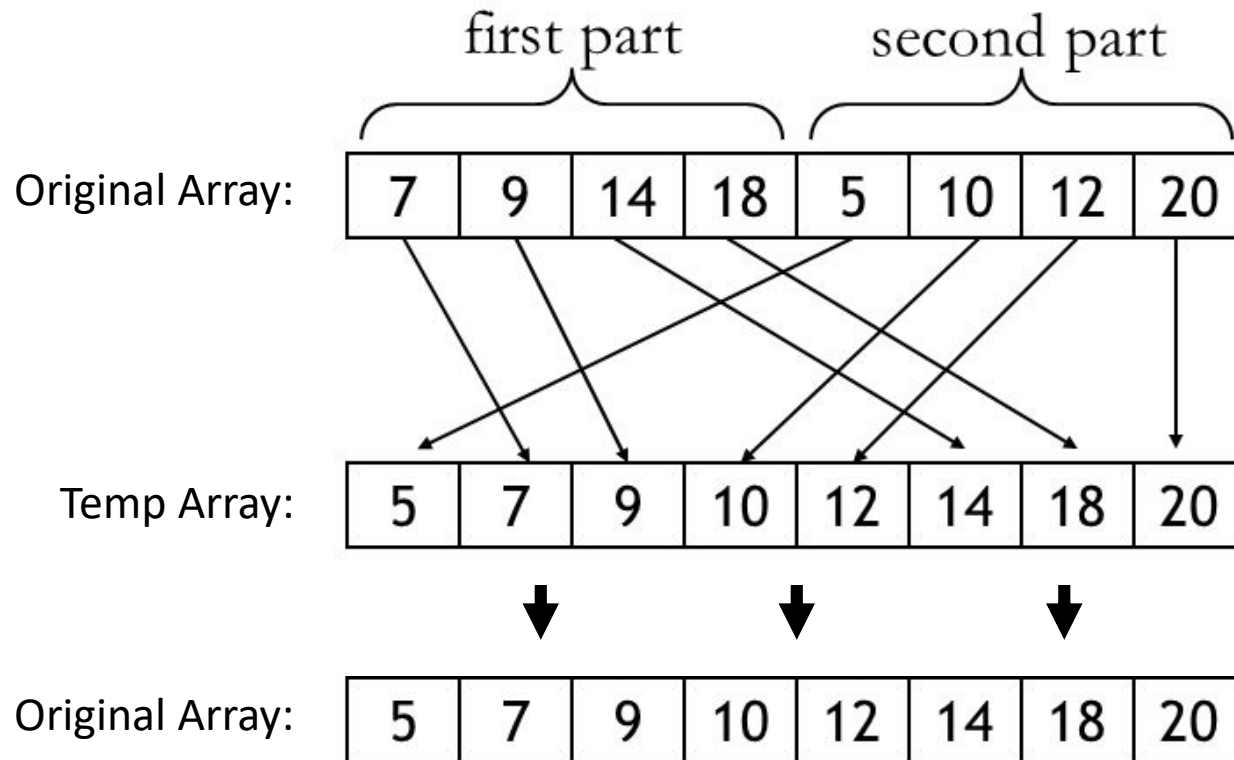 first part second part
Original Array: 7 9 14 18 5 10 12 20
Temp Array: 5 7 9 10 12 14 18 20
Original Array: 5 7 9 10 12 14 18 20